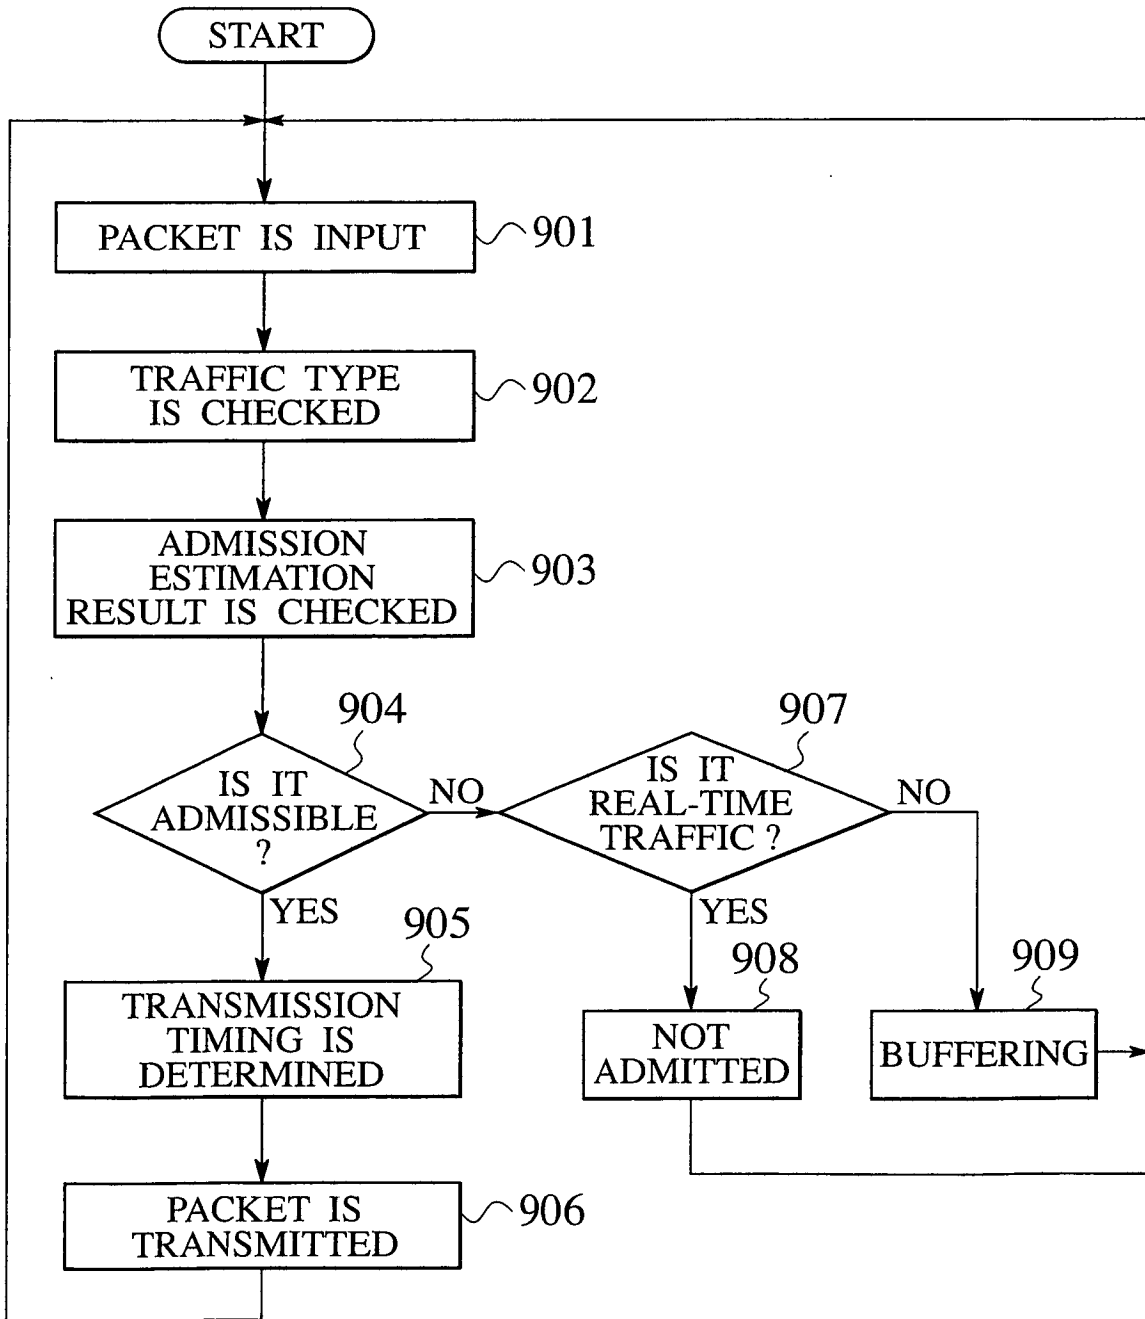 START
PACKET IS INPUT
901
TRAFFIC TYPE
IS CHECKED
902
ADMISSION
ESTIMATION
RESULT IS CHECKED
903
904
IS IT
ADMISSIBLE
?
NO
YES
907
IS IT
REAL-TIME
TRAFFIC ?
NO
YES
905
TRANSMISSION
TIMING IS
DETERMINED
908
NOT
ADMITTED
909
BUFFERING
PACKET IS
TRANSMITTED
906